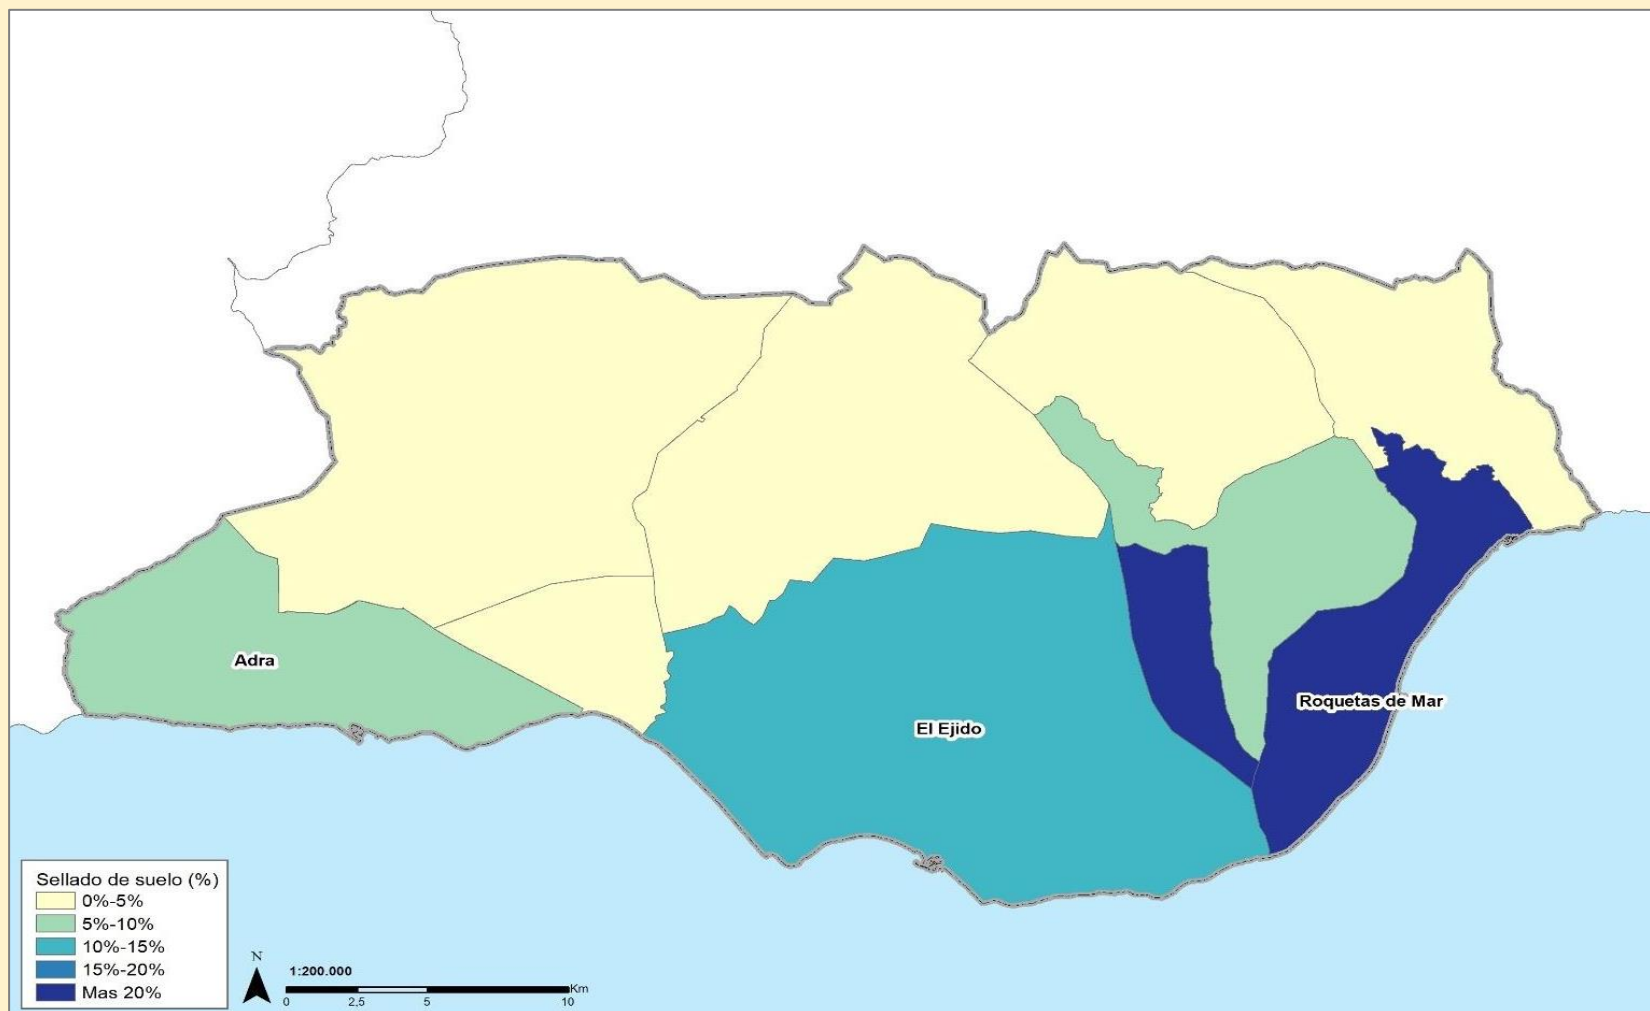 Adra
Roquetas de Mar
El Ejido
Sellado de suelo (%)
0%-5%
5%-10%
10%-15%
15%-20%
Mas 20%
N
1:200.000
Km
0 2,5 5 10